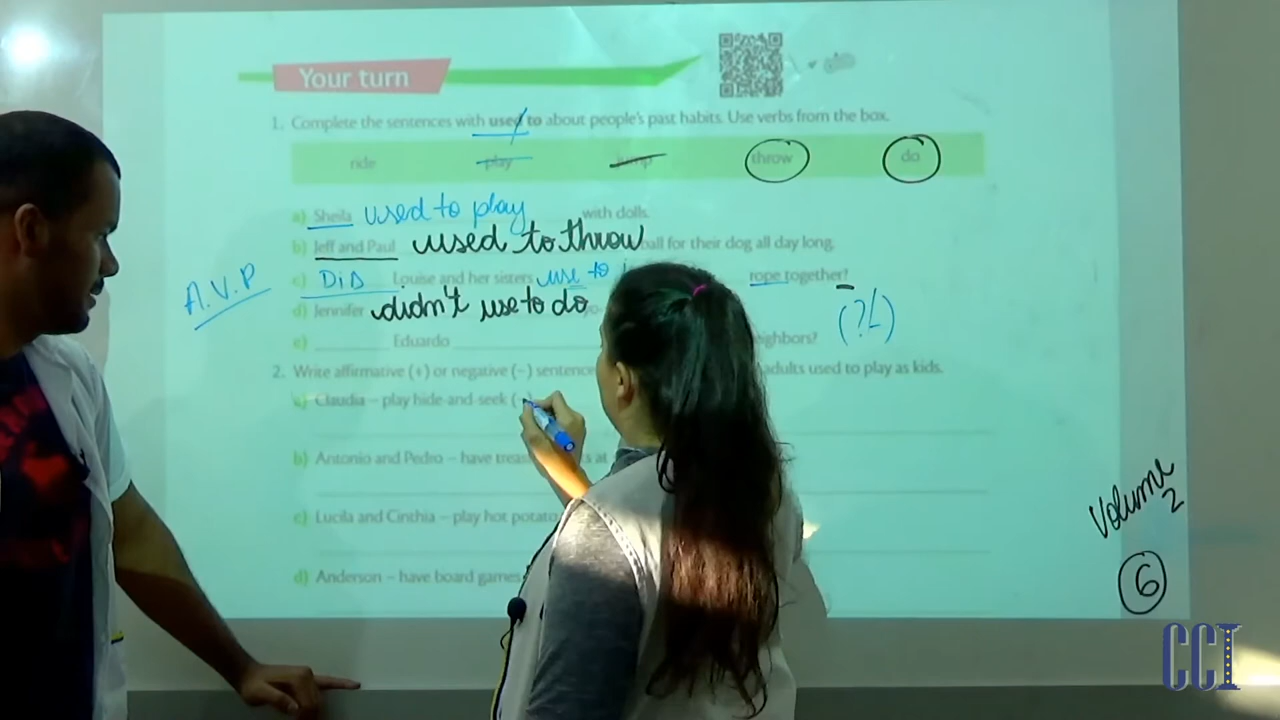 Your turn
1. Complete the sentences with used to about people's past habits. Use verbs from the box.
ride play jump throw do
a) Sheila used to play with dolls.
b) Jeff and Paul used to throw ball for their dog all day long.
A.V.P
c) DiD Louise and her sisters use to rope together?
d) Jennifer didn't use to do
(?!)
e) Eduardo neighbors?
2. Write affirmative (+) or negative (–) sentence adults used to play as kids.
a) Claudia – play hide-and-seek (
b) Antonio and Pedro – have at
c) Lucila and Cinthia – play hot potato
d) Anderson – have board games
Volume
2
6
CCI